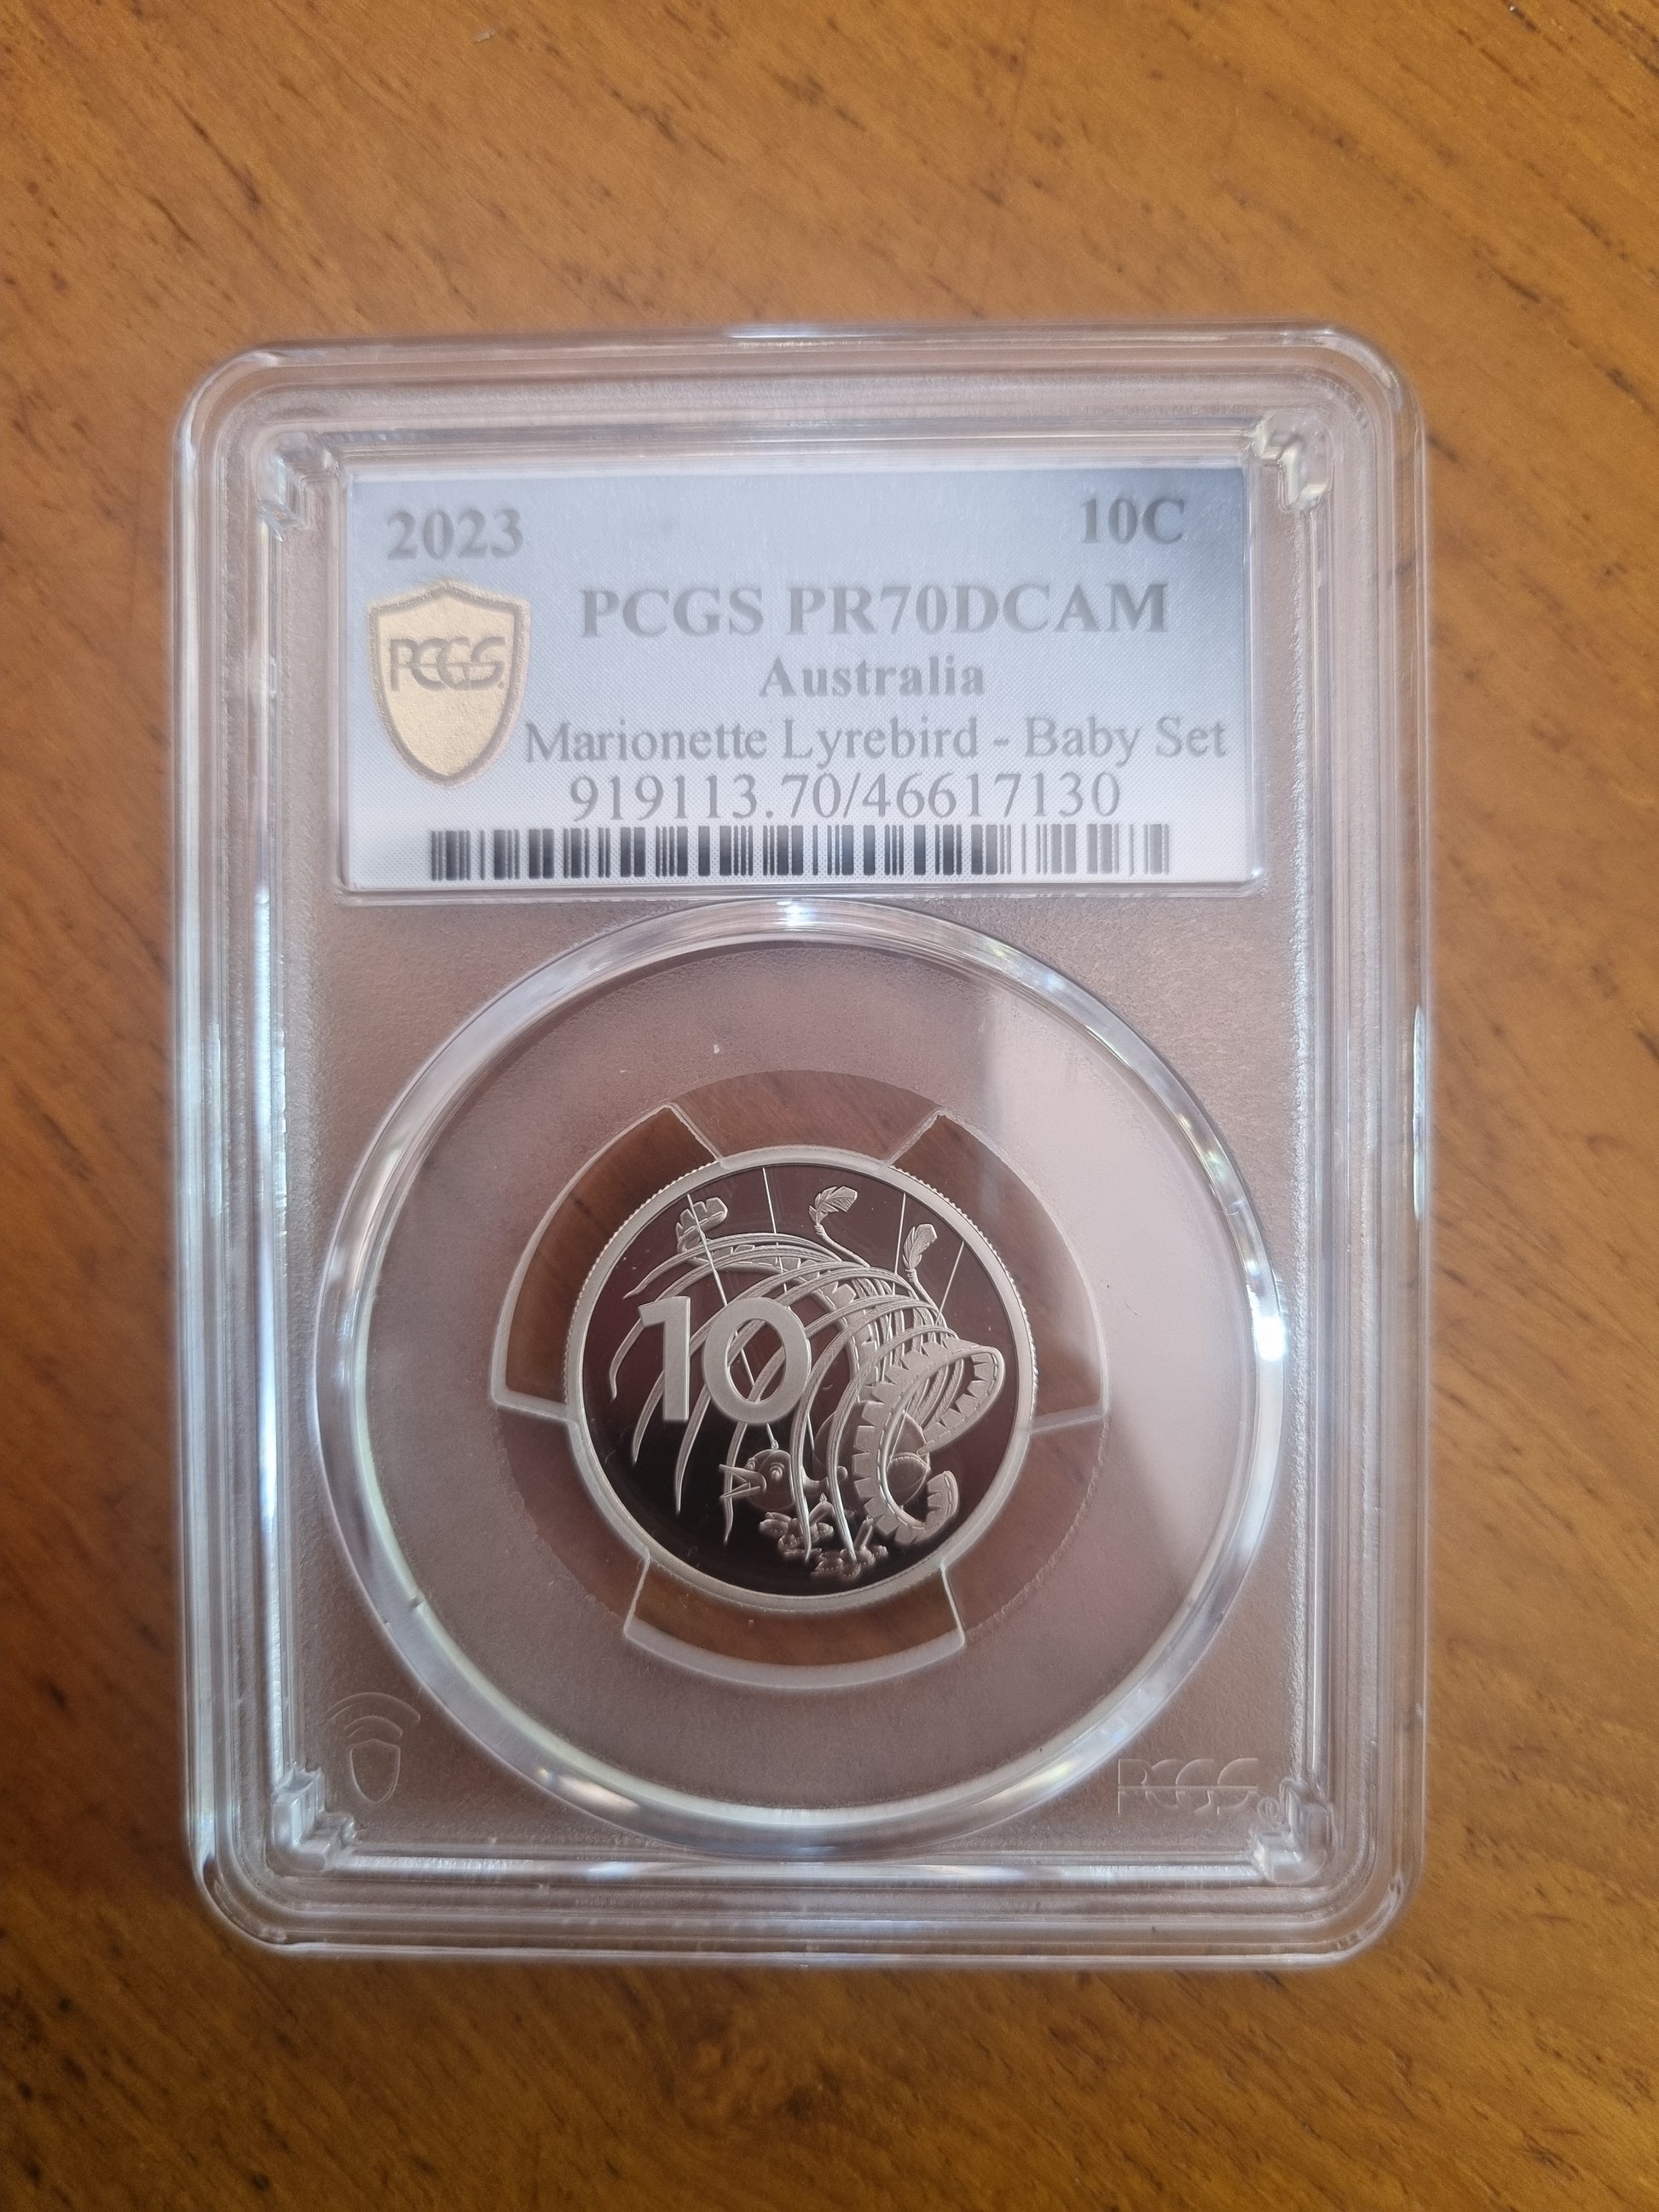 2023 10C
PCGS PR70DCAM
PCGS
Australia
Marionette Lyrebird - Baby Set
919113.70/46617130
10
PCGS